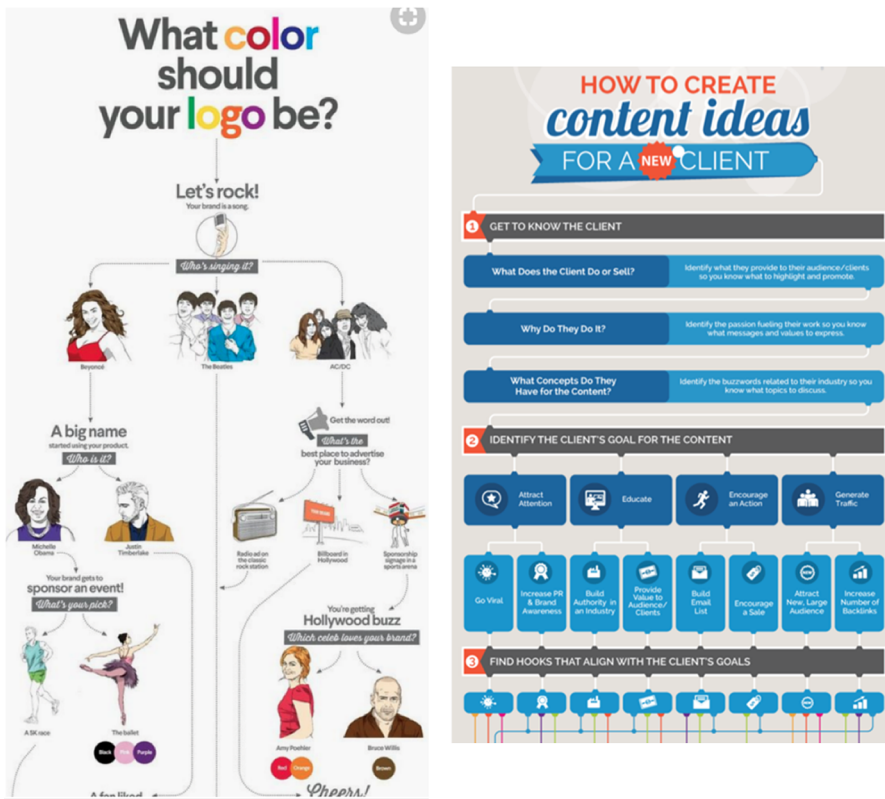 What color
should
your logo be?
Let's rock!
Your brand is a song.
Who's singing it?
Beyoncé
The Beatles
AC/DC
A big name
started using your product.
Who is it?
Get the word out!
What's the
best place to advertise
your business?
Michelle
Obama
Justin
Timberlake
Radio ad on
the classic
rock station
Billboard in
Hollywood
Sponsorship
signage in a
sports arena
Your brand gets to
sponsor an event!
What's your pick?
You're getting
Hollywood buzz
Which celeb loves your brand?
A 5K race
The ballet
Black
Pink
Purple
Amy Poehler
Red
Orange
Bruce Willis
Brown
A fan liked
Cheers!
HOW TO CREATE
content ideas
FOR A NEW CLIENT
1 GET TO KNOW THE CLIENT
What Does the Client Do or Sell?
Identify what they provide to their audience/clients
so you know what to highlight and promote.
Why Do They Do It?
Identify the passion fueling their work so you know
what messages and values to express.
What Concepts Do They
Have for the Content?
Identify the buzzwords related to their industry so you
know what topics to discuss.
2 IDENTIFY THE CLIENT'S GOAL FOR THE CONTENT
Attract
Attention
Educate
Encourage
an Action
Generate
Traffic
Go Viral
Increase PR
& Brand
Awareness
Build
Authority in
an Industry
Provide
Value to
Audience/
Clients
Build
Email
List
Encourage
a Sale
NEW
Attract
New, Large
Audience
Increase
Number of
Backlinks
3 FIND HOOKS THAT ALIGN WITH THE CLIENT'S GOALS